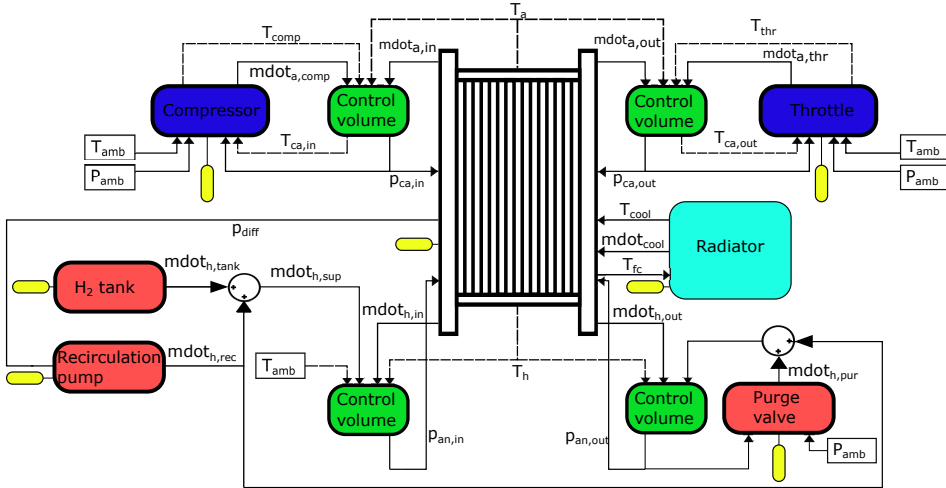 T_a
T_comp
mdot_a,in
mdot_a,out
T_thr
mdot_a,comp
mdot_a,thr
Compressor
Control
volume
Control
volume
Throttle
T_amb
T_ca,in
T_ca,out
T_amb
P_amb
p_ca,in
p_ca,out
P_amb
T_cool
p_diff
mdot_cool
Radiator
mdot_h,tank
mdot_h,sup
T_fc
H₂ tank
+
+
mdot_h,in
mdot_h,out
Recirculation
pump
mdot_h,rec
+
+
T_amb
T_h
mdot_h,pur
Control
volume
Control
volume
Purge
valve
p_an,in
p_an,out
P_amb